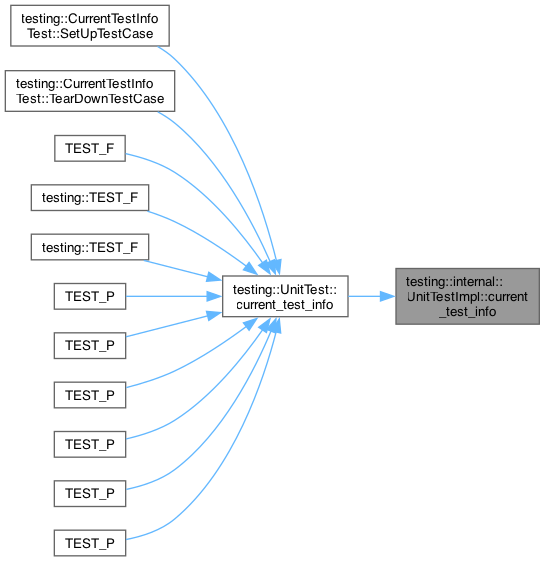 testing::CurrentTestInfo
Test::SetUpTestCase
testing::CurrentTestInfo
Test::TearDownTestCase
TEST_F
testing::TEST_F
testing::TEST_F
TEST_P
TEST_P
TEST_P
TEST_P
TEST_P
TEST_P
testing::UnitTest::
current_test_info
testing::internal::
UnitTestImpl::current
_test_info